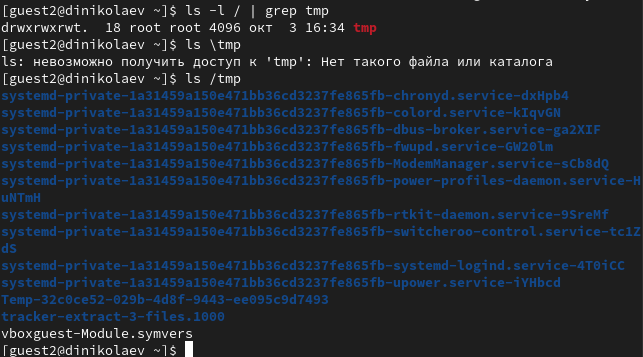 [guest2@dinikolaev ~]$ ls -l / | grep tmp
drwxrwxrwt.  18 root root 4096 окт  3 16:34 tmp
[guest2@dinikolaev ~]$ ls \tmp
ls: невозможно получить доступ к 'tmp': Нет такого файла или каталога
[guest2@dinikolaev ~]$ ls /tmp
systemd-private-1a31459a150e471bb36cd3237fe865fb-chronyd.service-dxHpb4
systemd-private-1a31459a150e471bb36cd3237fe865fb-colord.service-kIqvGN
systemd-private-1a31459a150e471bb36cd3237fe865fb-dbus-broker.service-ga2XIF
systemd-private-1a31459a150e471bb36cd3237fe865fb-fwupd.service-GW20lm
systemd-private-1a31459a150e471bb36cd3237fe865fb-ModemManager.service-sCb8dQ
systemd-private-1a31459a150e471bb36cd3237fe865fb-power-profiles-daemon.service-H
uNTmH
systemd-private-1a31459a150e471bb36cd3237fe865fb-rtkit-daemon.service-9SreMf
systemd-private-1a31459a150e471bb36cd3237fe865fb-switcheroo-control.service-tc1Z
dS
systemd-private-1a31459a150e471bb36cd3237fe865fb-systemd-logind.service-4T0iCC
systemd-private-1a31459a150e471bb36cd3237fe865fb-upower.service-iYHbcd
Temp-32c0ce52-029b-4d8f-9443-ee095c9d7493
tracker-extract-3-files.1000
vboxguest-Module.symvers
[guest2@dinikolaev ~]$